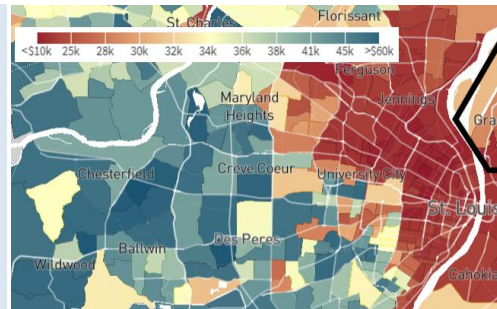 St. Charles
Florissant
<$10k 25k 28k 30k 32k 34k 36k 38k 41k 45k >$60k
Ferguson
Maryland
Heights
Jennings
Gra
Creve Coeur
Chesterfield
University City
St. Louis
Des Peres
Ballwin
Wildwood
Cahokia